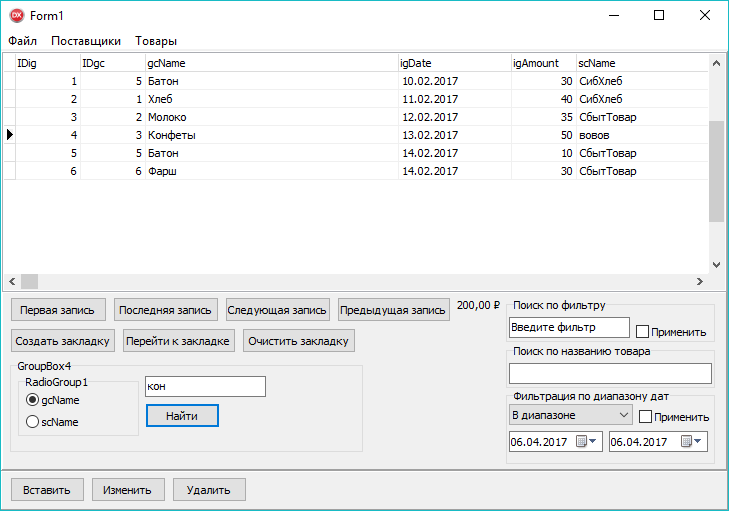 DX Form1
Файл Поставщики Товары
IDig IDgc gcName igDate igAmount scName
1 5 Батон 10.02.2017 30 СибХлеб
2 1 Хлеб 11.02.2017 40 СибХлеб
3 2 Молоко 12.02.2017 35 СбытТовар
4 3 Конфеты 13.02.2017 50 вовов
5 5 Батон 14.02.2017 10 СбытТовар
6 6 Фарш 14.02.2017 30 СбытТовар
Первая запись Последняя запись Следующая запись Предыдущая запись 200,00 ₽
Создать закладку Перейти к закладке Очистить закладку
GroupBox4
RadioGroup1
gcName
scName
кон
Найти
Поиск по фильтру
Введите фильтр Применить
Поиск по названию товара
Фильтрация по диапазону дат
В диапазоне Применить
06.04.2017 06.04.2017
Вставить Изменить Удалить